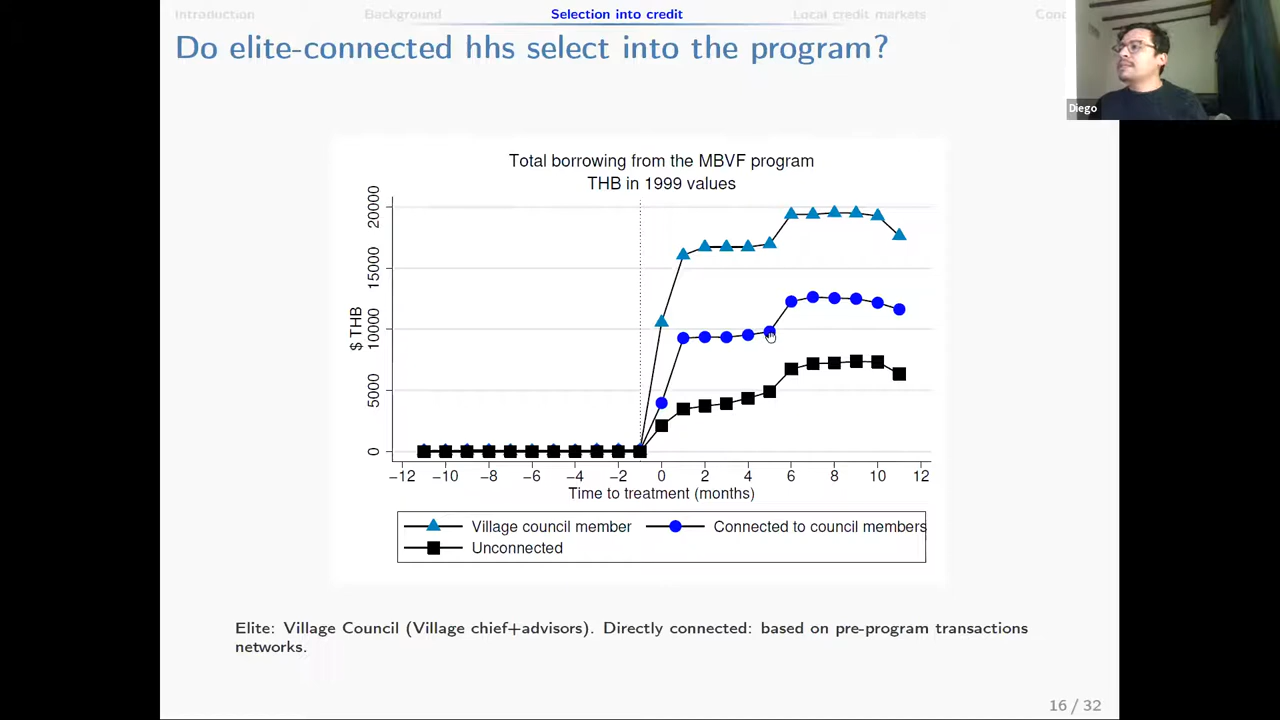 Introduction Background Selection into credit Local credit markets Conc
Do elite-connected hhs select into the program?
Diego
Total borrowing from the MBVF program
THB in 1999 values
$ THB
20000
15000
10000
5000
0
−12 −10 −8 −6 −4 −2 0 2 4 6 8 10 12
Time to treatment (months)
Village council member Connected to council members
Unconnected
Elite: Village Council (Village chief+advisors). Directly connected: based on pre-program transactions
networks.
16 / 32